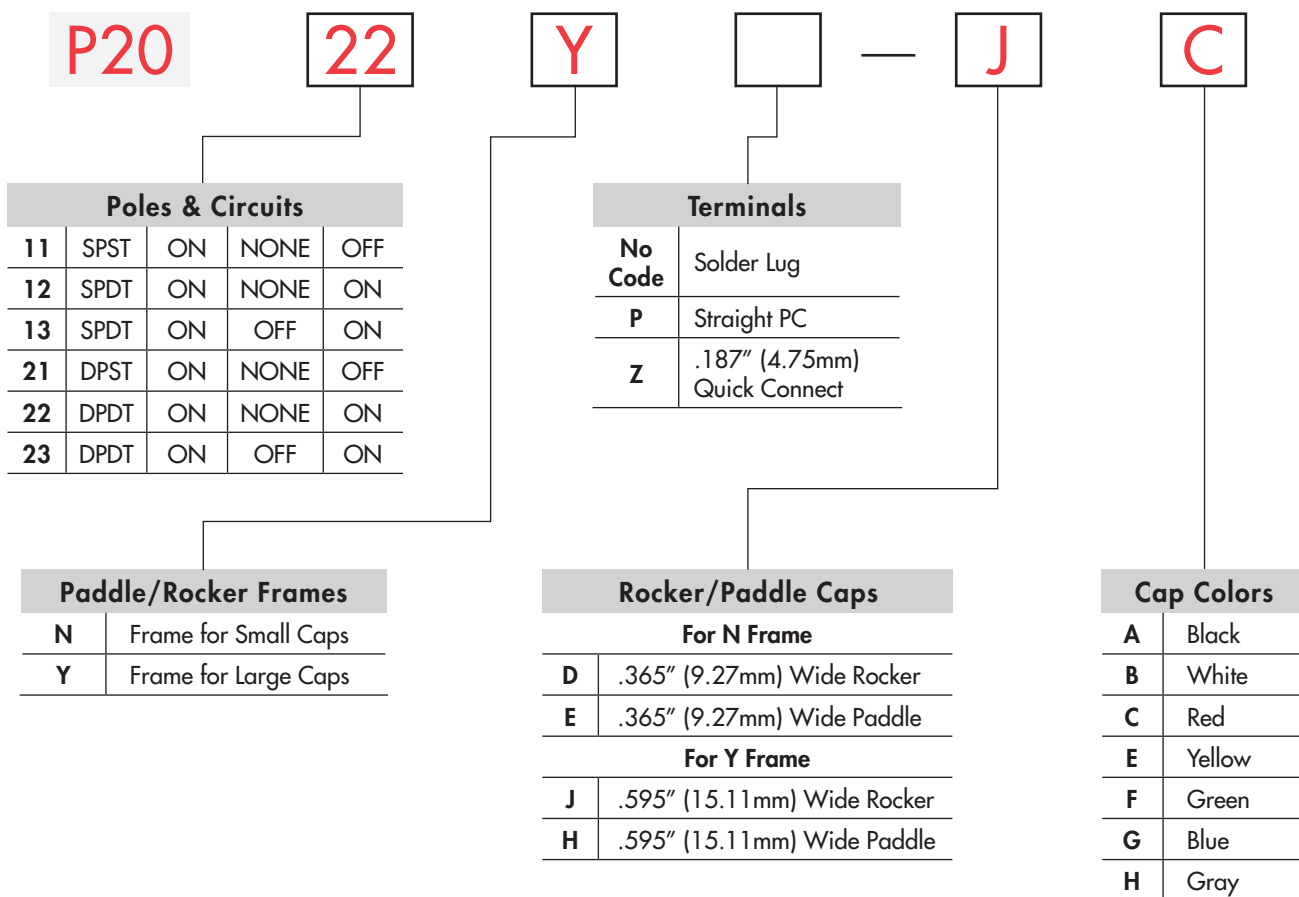 P20 22 Y — J C
Poles & Circuits
11 SPST ON NONE OFF
12 SPDT ON NONE ON
13 SPDT ON OFF ON
21 DPST ON NONE OFF
22 DPDT ON NONE ON
23 DPDT ON OFF ON
Terminals
No
Code
Solder Lug
P Straight PC
Z
.187” (4.75mm)
Quick Connect
Paddle/Rocker Frames
N Frame for Small Caps
Y Frame for Large Caps
Rocker/Paddle Caps
For N Frame
D .365” (9.27mm) Wide Rocker
E .365” (9.27mm) Wide Paddle
For Y Frame
J .595” (15.11mm) Wide Rocker
H .595” (15.11mm) Wide Paddle
Cap Colors
A Black
B White
C Red
E Yellow
F Green
G Blue
H Gray